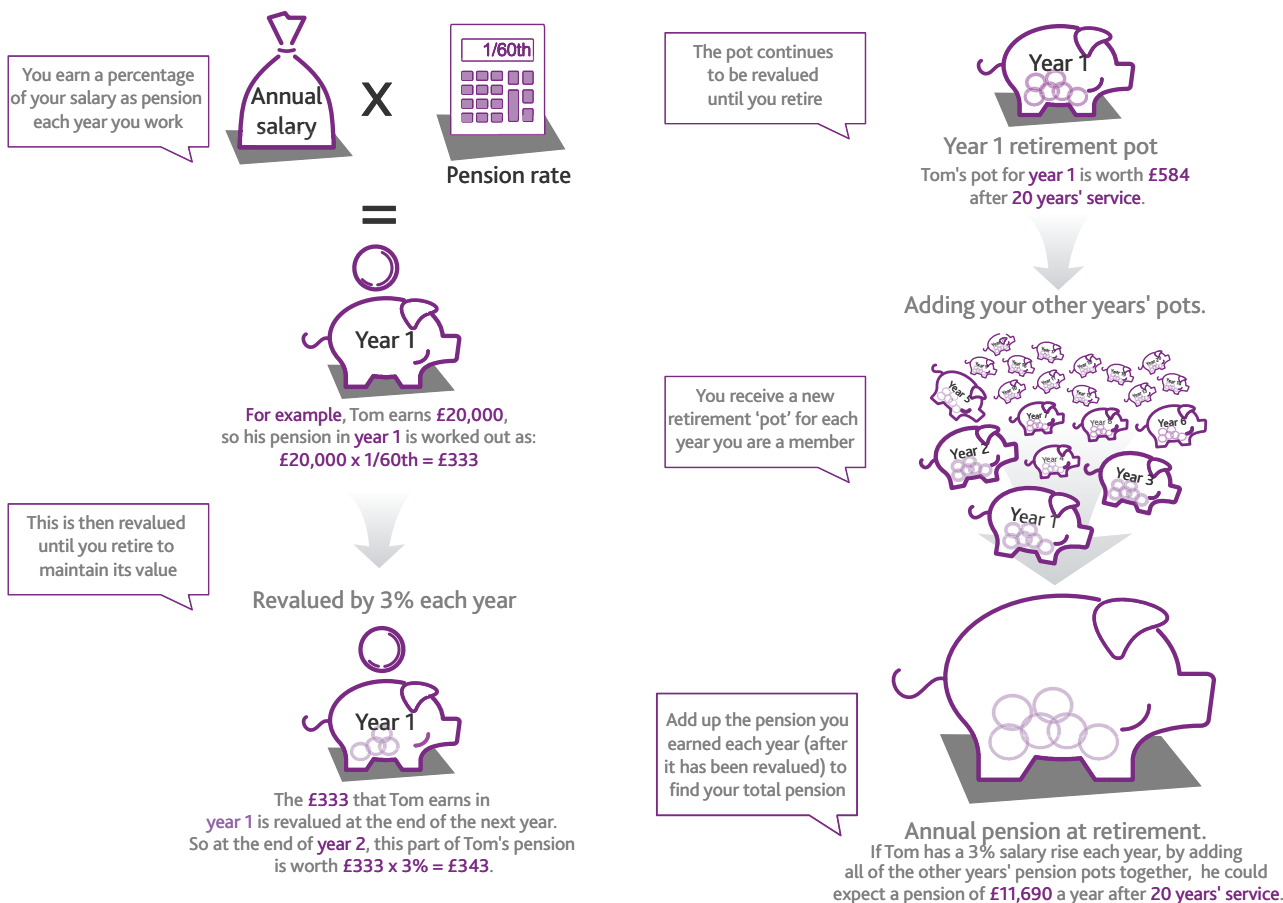 You earn a percentage
of your salary as pension
each year you work
Annual
salary
X
1/60th
Pension rate
=
Year 1
For example, Tom earns £20,000,
so his pension in year 1 is worked out as:
£20,000 x 1/60th = £333
This is then revalued
until you retire to
maintain its value
Revalued by 3% each year
Year 1
The £333 that Tom earns in
year 1 is revalued at the end of the next year.
So at the end of year 2, this part of Tom's pension
is worth £333 x 3% = £343.
The pot continues
to be revalued
until you retire
Year 1
Year 1 retirement pot
Tom's pot for year 1 is worth £584
after 20 years' service.
Adding your other years' pots.
You receive a new
retirement ‘pot’ for each
year you are a member
Year 5
Year 7
Year 8
Year 6
Year 2
Year 4
Year 3
Year 1
Add up the pension you
earned each year (after
it has been revalued) to
find your total pension
Annual pension at retirement.
If Tom has a 3% salary rise each year, by adding
all of the other years' pension pots together, he could
expect a pension of £11,690 a year after 20 years' service.